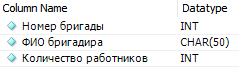 Column Name Datatype
Номер бригады INT
ФИО бригадира CHAR(50)
Количество работников INT